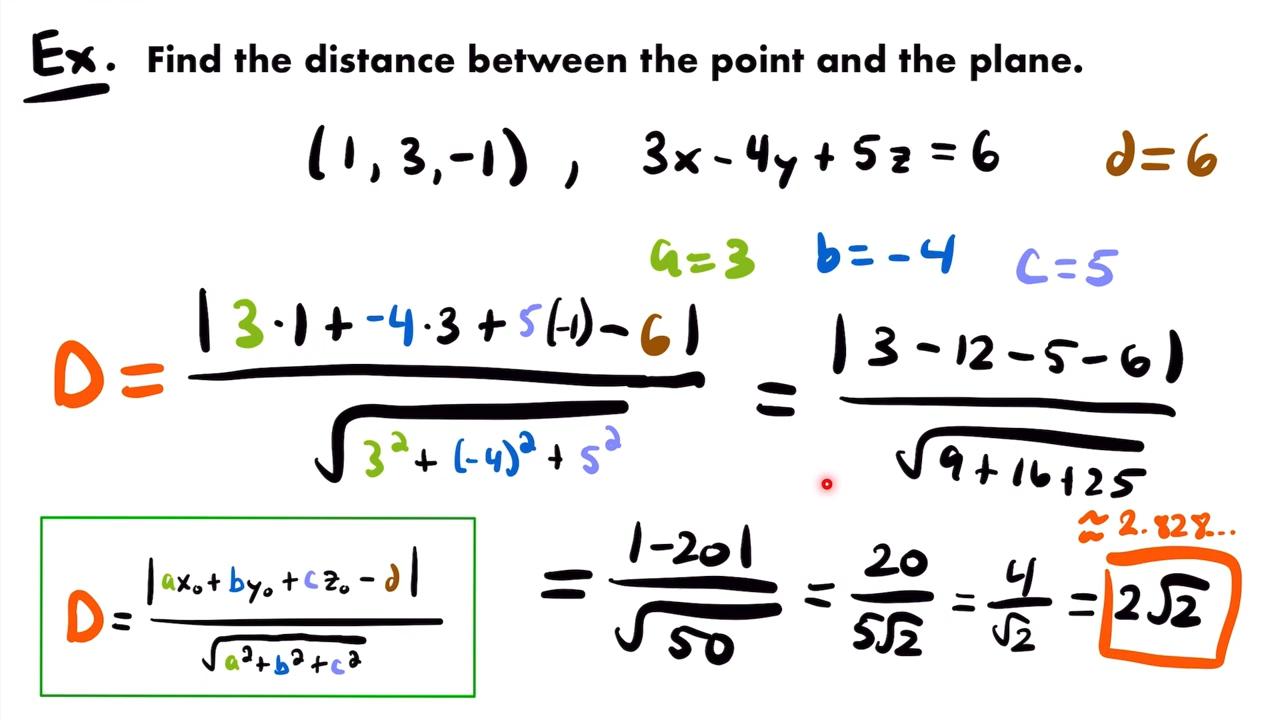 Ex. Find the distance between the point and the plane.
(1, 3, -1) , 3x - 4y + 5z = 6 d = 6
a = 3 b = -4 c = 5
D = |3·1 + -4·3 + 5(-1) - 6| / √(3² + (-4)² + 5²) = |3 - 12 - 5 - 6| / √(9 + 16 + 25)
≈ 2.828...
= |-20| / √50 = 20 / 5√2 = 4 / √2 = 2√2
D = |ax₀ + by₀ + cz₀ - d| / √(a² + b² + c²)